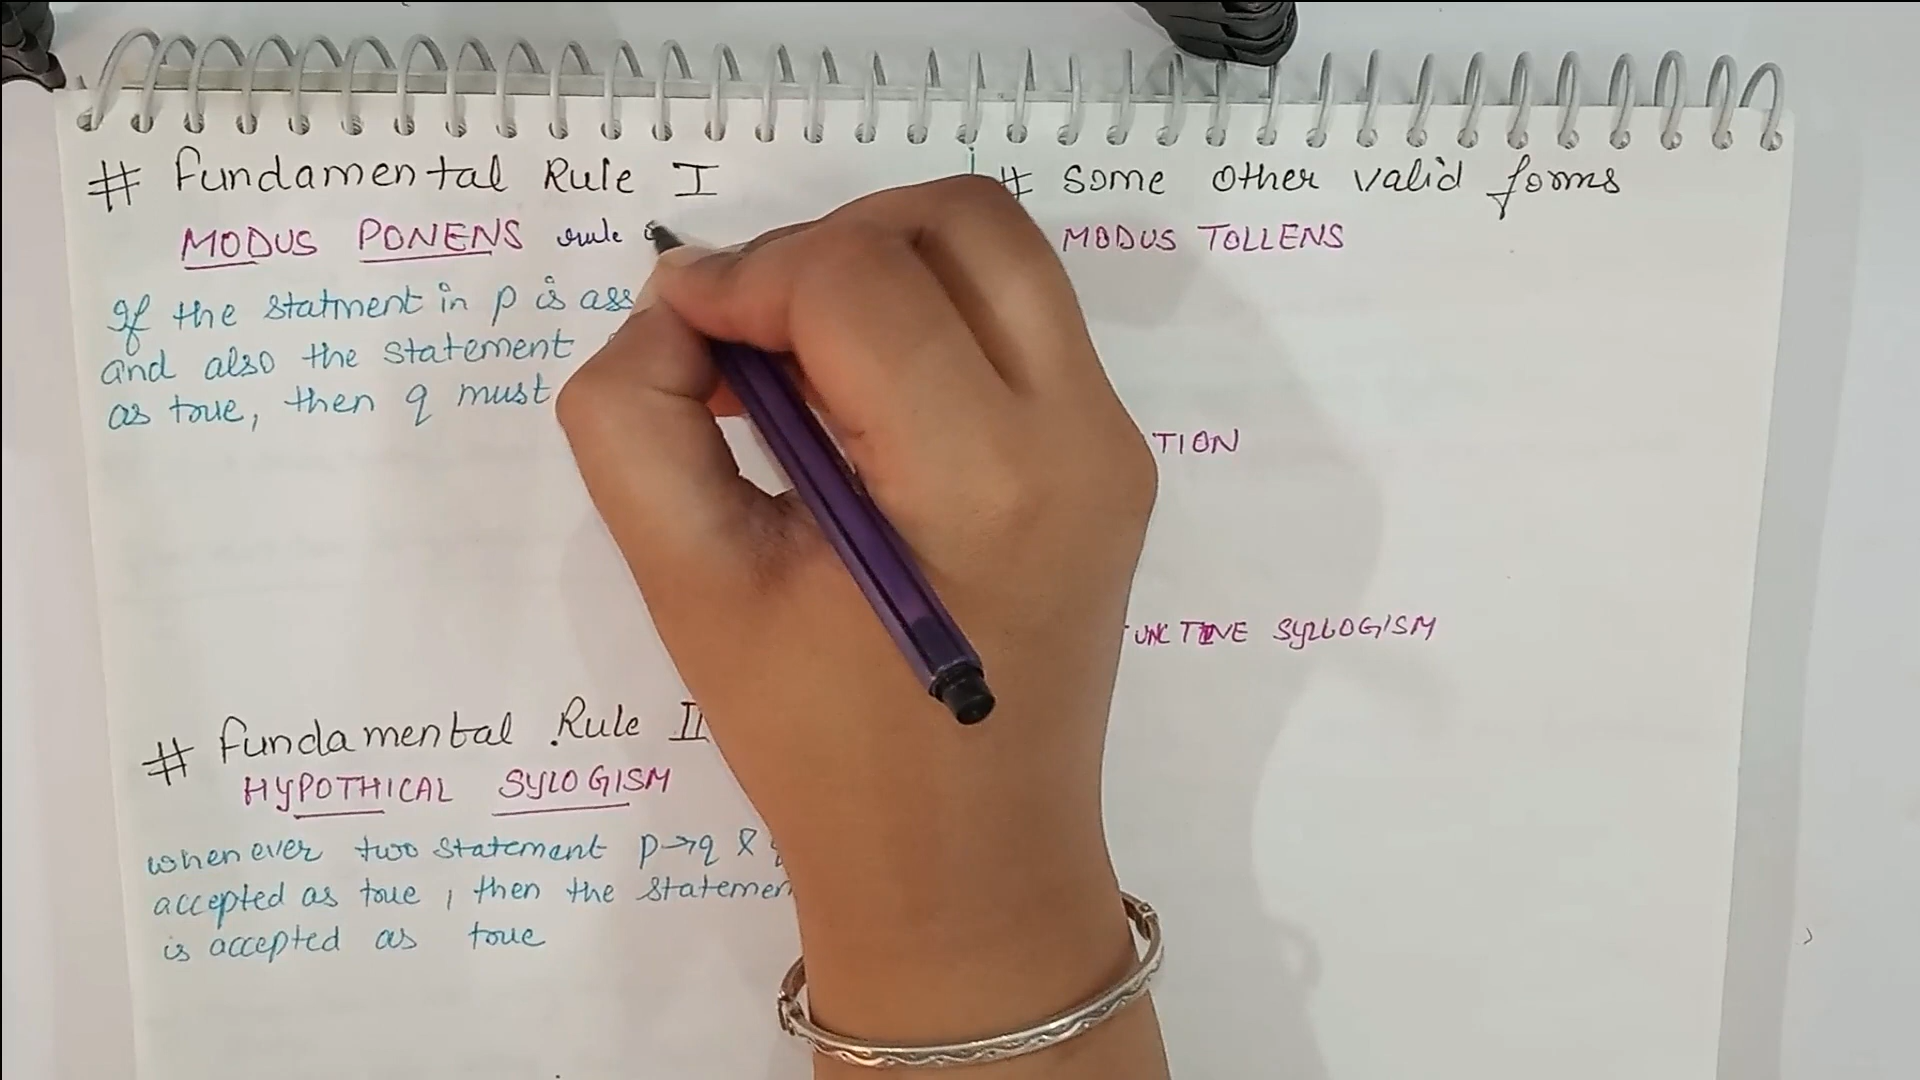 # Fundamental Rule I
MODUS PONENS rule
If the statment in p is ass
and also the statement
as true, then q must
# Fundamental Rule II
HYPOTHICAL SYLOGISM
whenever two statement p→q &
accepted as true, then the statemen
is accepted as true
# Some Other valid forms
MODUS TOLLENS
TION
UNCTIVE SYLLOGISM